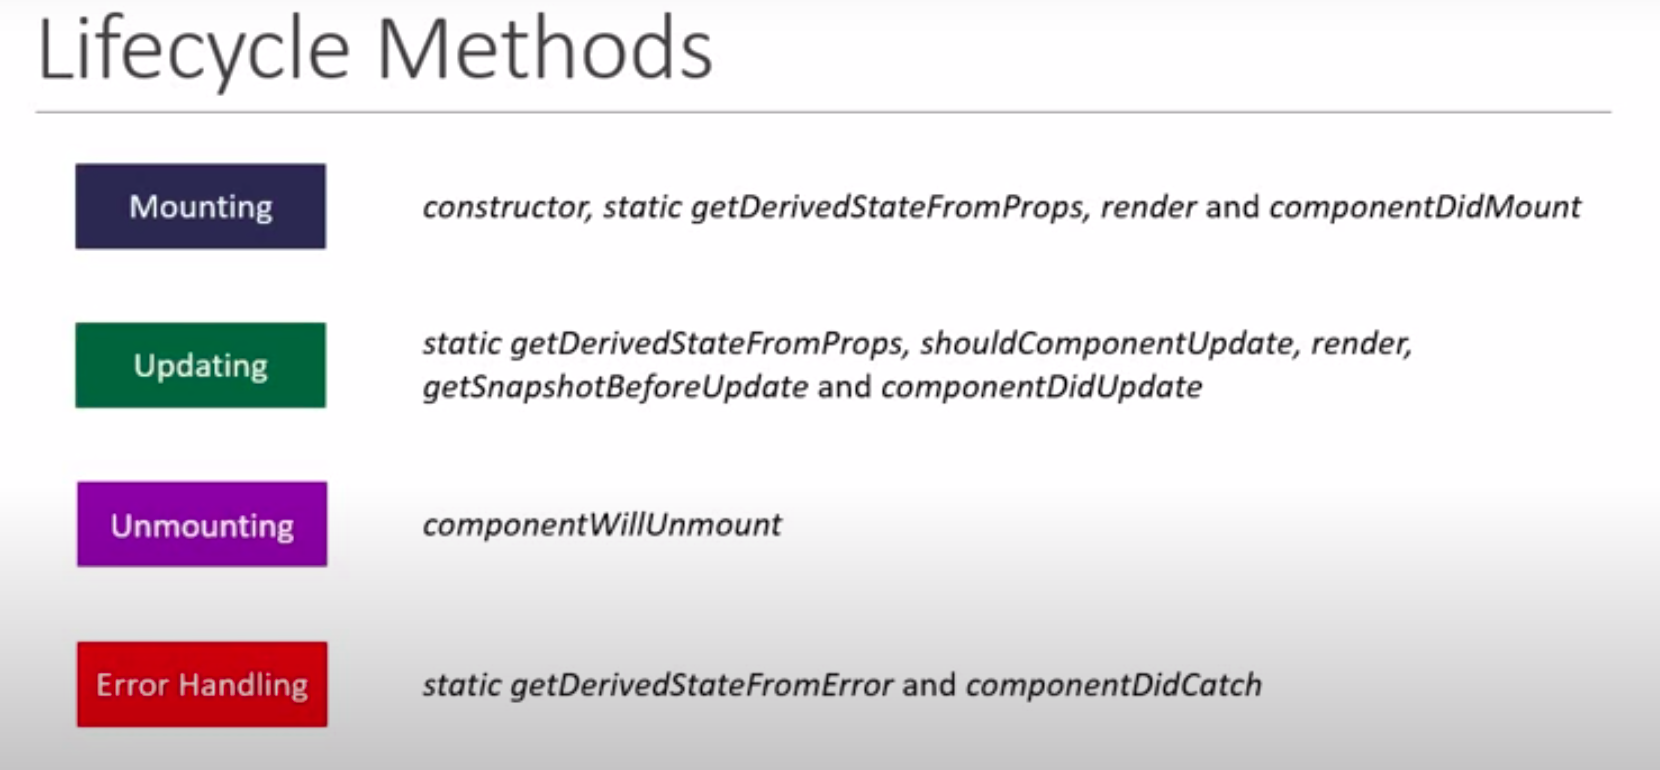 Lifecycle Methods
Mounting
constructor, static getDerivedStateFromProps, render and componentDidMount
Updating
static getDerivedStateFromProps, shouldComponentUpdate, render,
getSnapshotBeforeUpdate and componentDidUpdate
Unmounting
componentWillUnmount
Error Handling
static getDerivedStateFromError and componentDidCatch